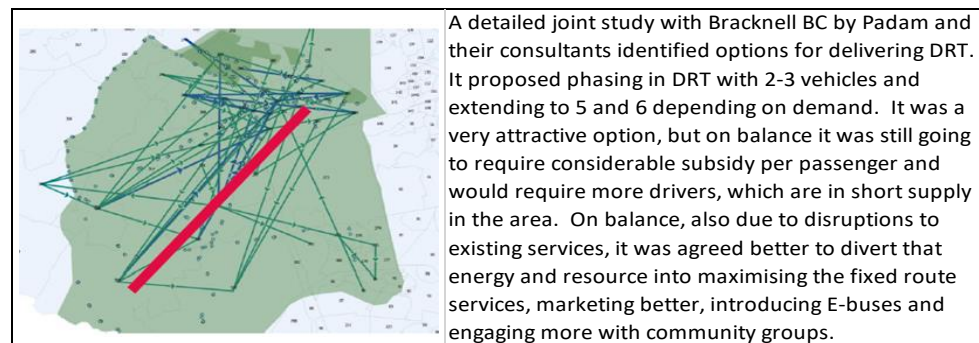 A detailed joint study with Bracknell BC by Padam and
their consultants identified options for delivering DRT.
It proposed phasing in DRT with 2-3 vehicles and
extending to 5 and 6 depending on demand.  It was a
very attractive option, but on balance it was still going
to require considerable subsidy per passenger and
would require more drivers, which are in short supply
in the area.  On balance, also due to disruptions to
existing services, it was agreed better to divert that
energy and resource into maximising the fixed route
services, marketing better, introducing E-buses and
engaging more with community groups.